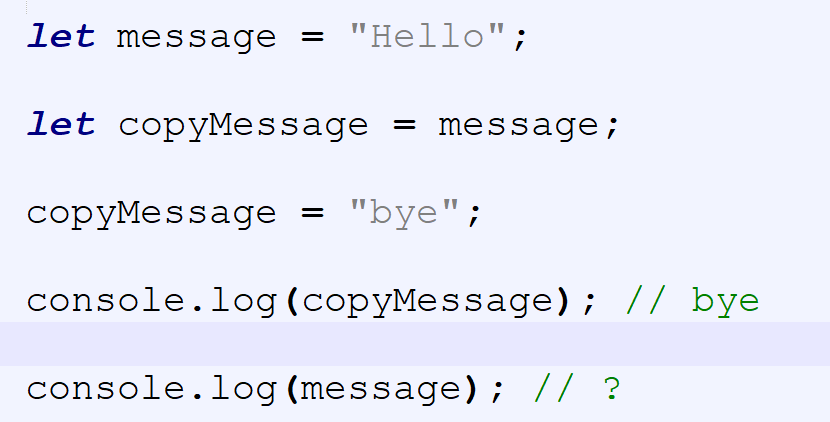 let message = "Hello";
let copyMessage = message;
copyMessage = "bye";
console.log(copyMessage); // bye
console.log(message); // ?